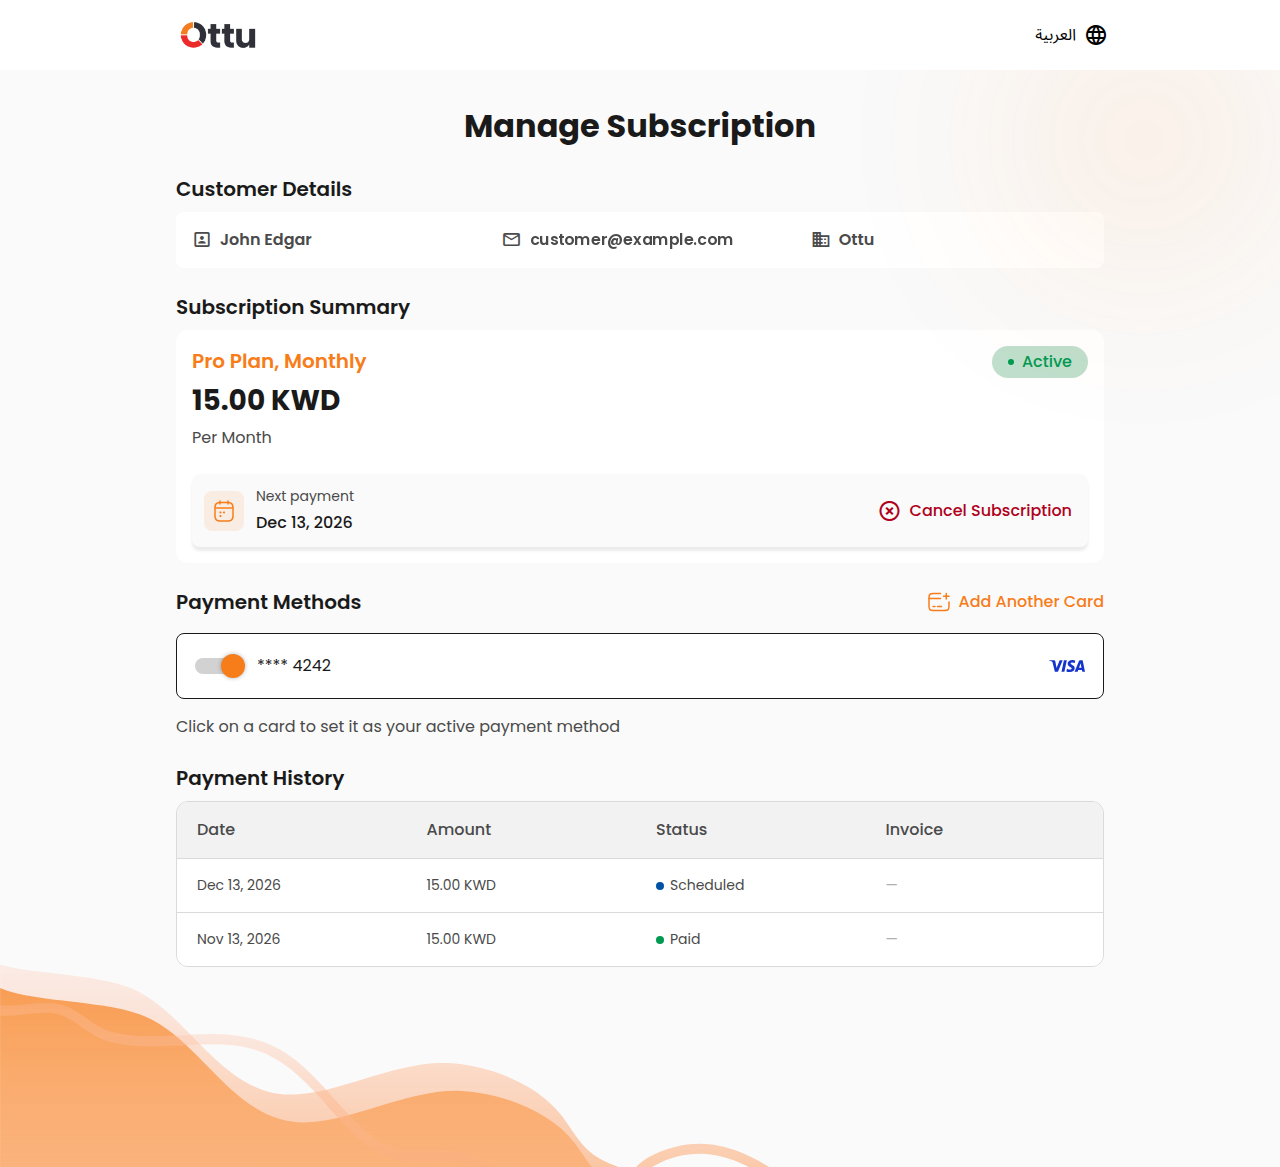 Ottu
العربية
Manage Subscription
Customer Details
John Edgar
customer@example.com
Ottu
Subscription Summary
Pro Plan, Monthly
Active
15.00 KWD
Per Month
Next payment
Dec 13, 2026
Cancel Subscription
Payment Methods
Add Another Card
**** 4242
VISA
Click on a card to set it as your active payment method
Payment History
Date Amount Status Invoice
Dec 13, 2026 15.00 KWD Scheduled —
Nov 13, 2026 15.00 KWD Paid —